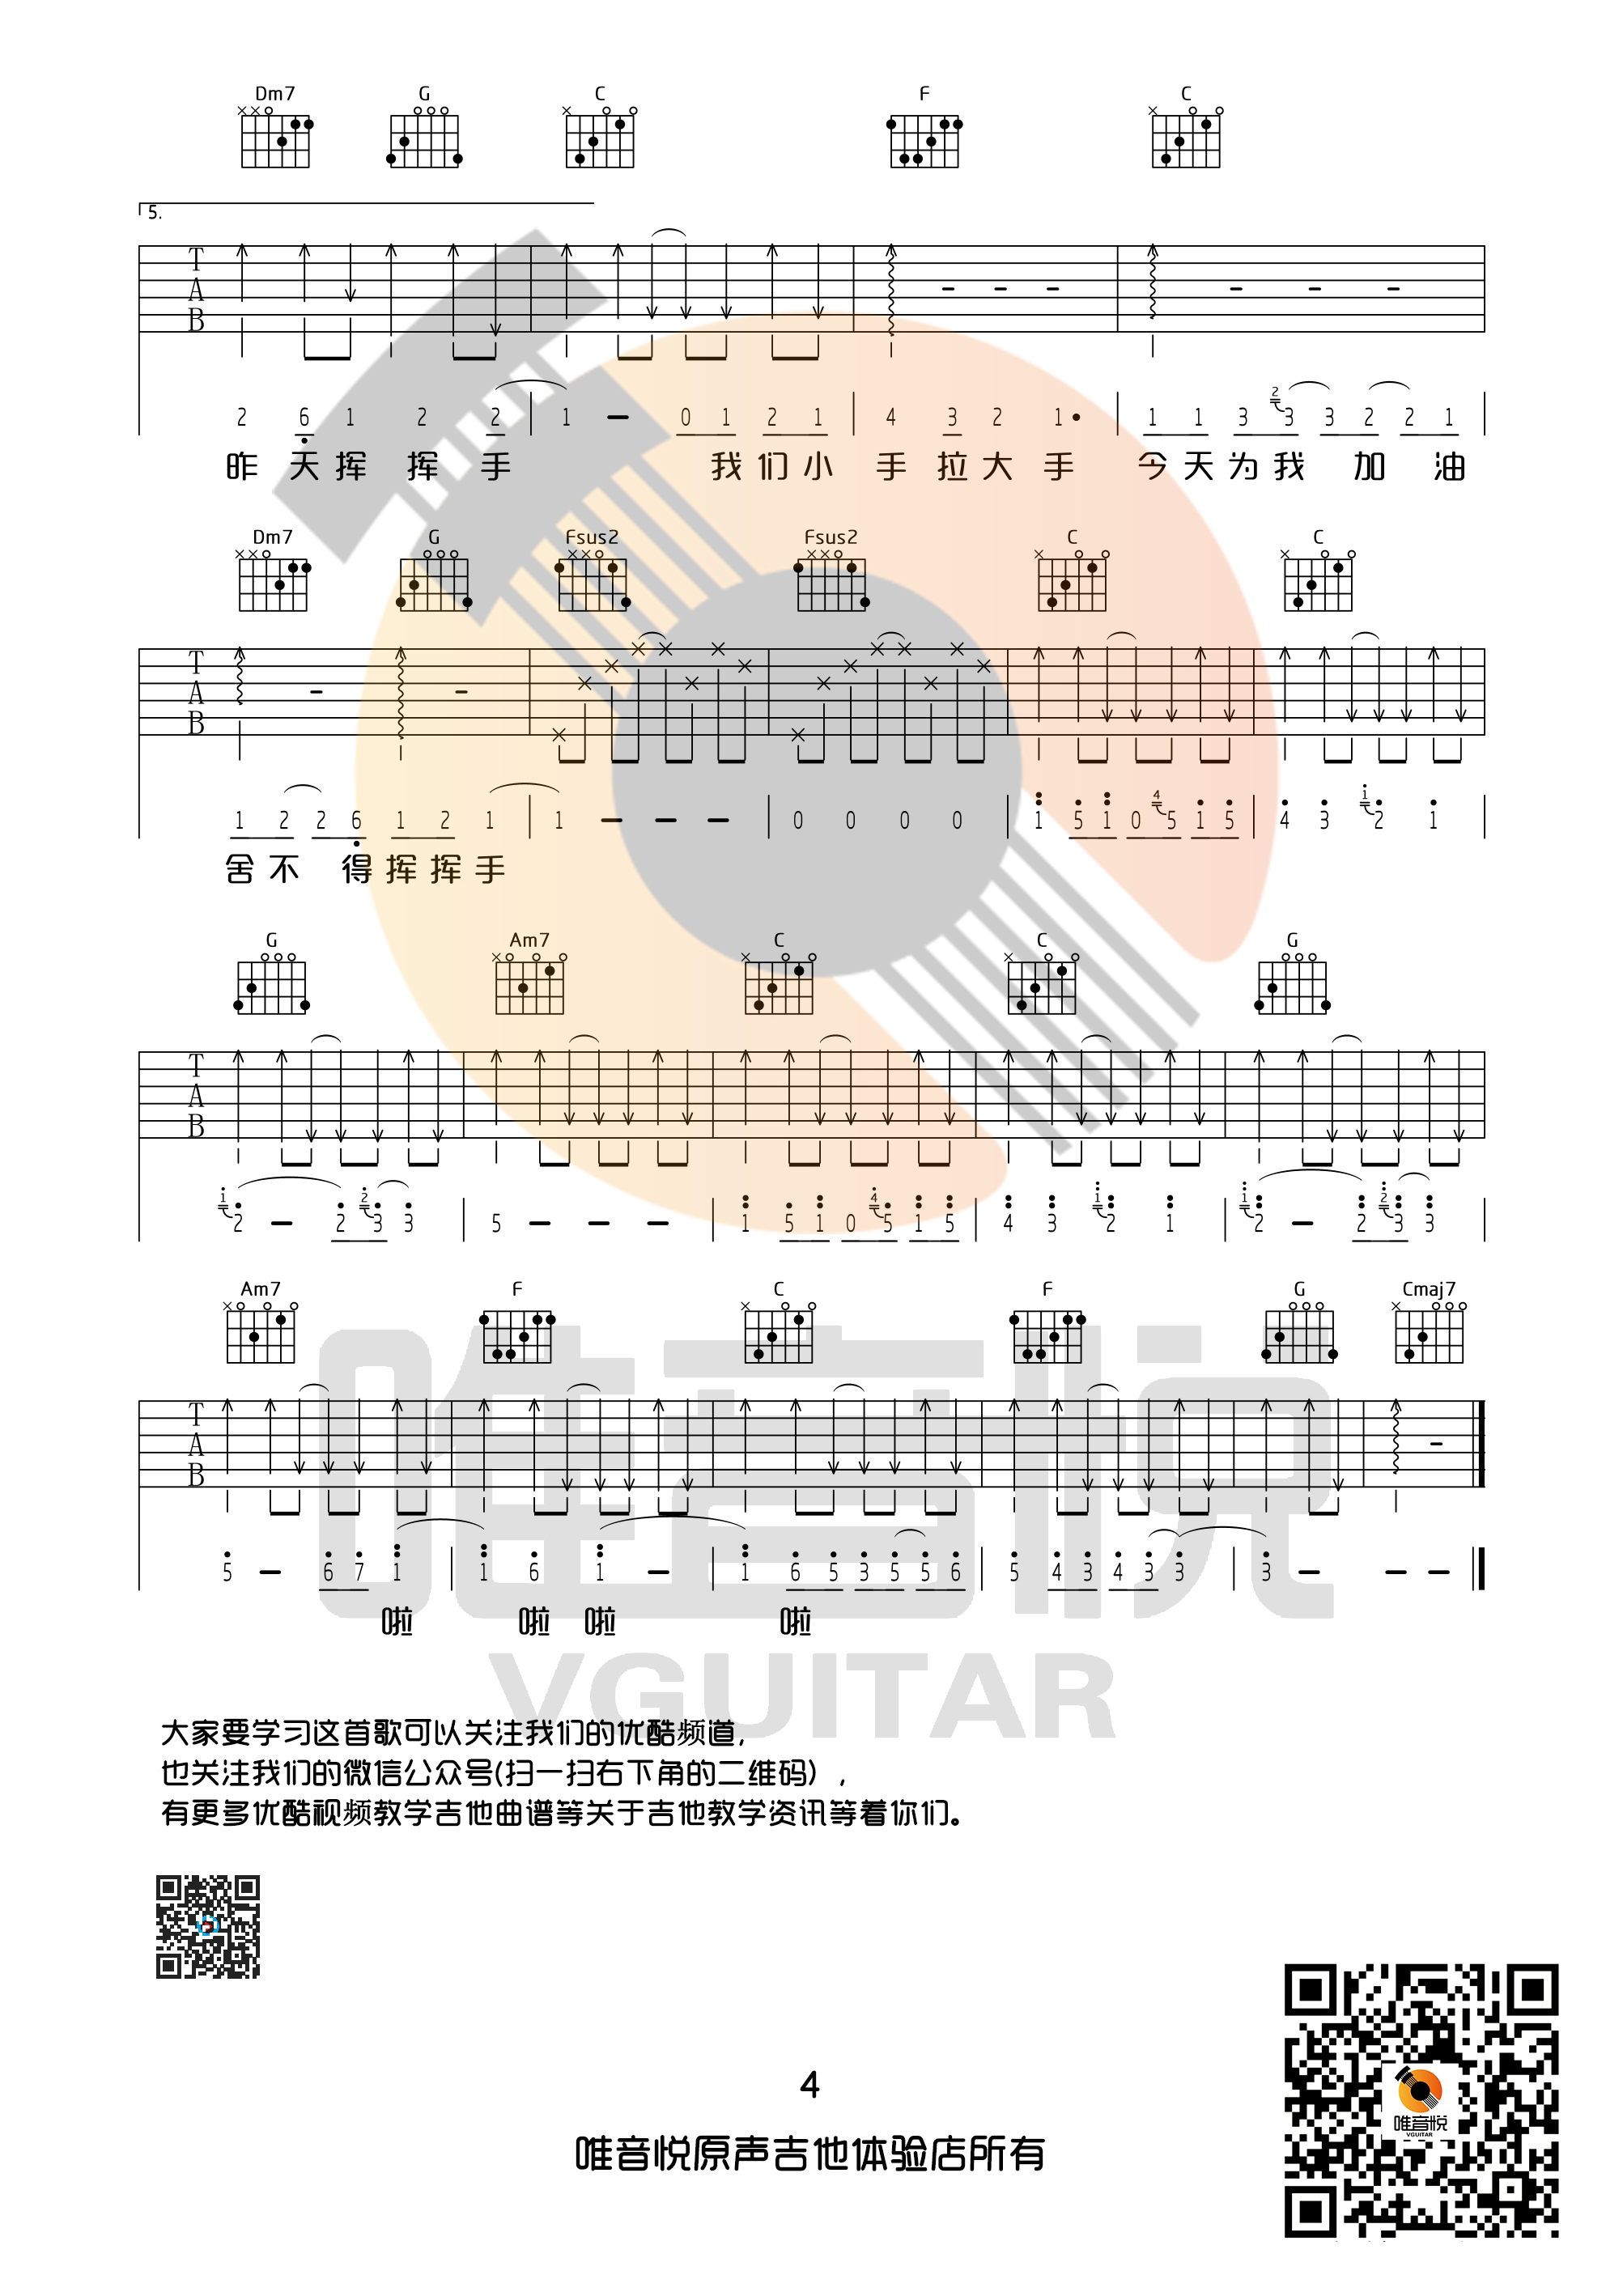 Dm7 G C F C
5.
T
A
B
2 6 1 2 2 1 - 0 1 2 1 4 3 2 1• 1 1 3 2 3 3 2 2 1
昨天挥挥手 我们小手拉大手 今天为我加油
Dm7 G Fsus2 Fsus2 C C
T
A
B
1 2 2 6 1 2 1 1 - - - 0 0 0 0 1 5 1 0 4 5 1 5 4 3 1 2 1
舍不得挥挥手
G Am7 C C G
T
A
B
1 2 - 2 2 3 3 5 - - - 1 5 1 0 4 5 1 5 4 3 1 2 1 1 2 - 2 2 3 3
Am7 F C F G Cmaj7
T
A
B
5 - 6 7 1 1 6 1 - 1 6 5 3 5 5 6 5 4 3 4 3 3 3 - - -
啦 啦 啦 啦
唯音悦
VGUITAR
大家要学习这首歌可以关注我们的优酷频道,
也关注我们的微信公众号(扫一扫右下角的二维码),
有更多优酷视频教学吉他曲谱等关于吉他教学资讯等着你们。
唯音悦
VGUITAR
4
唯音悦原声吉他体验店所有